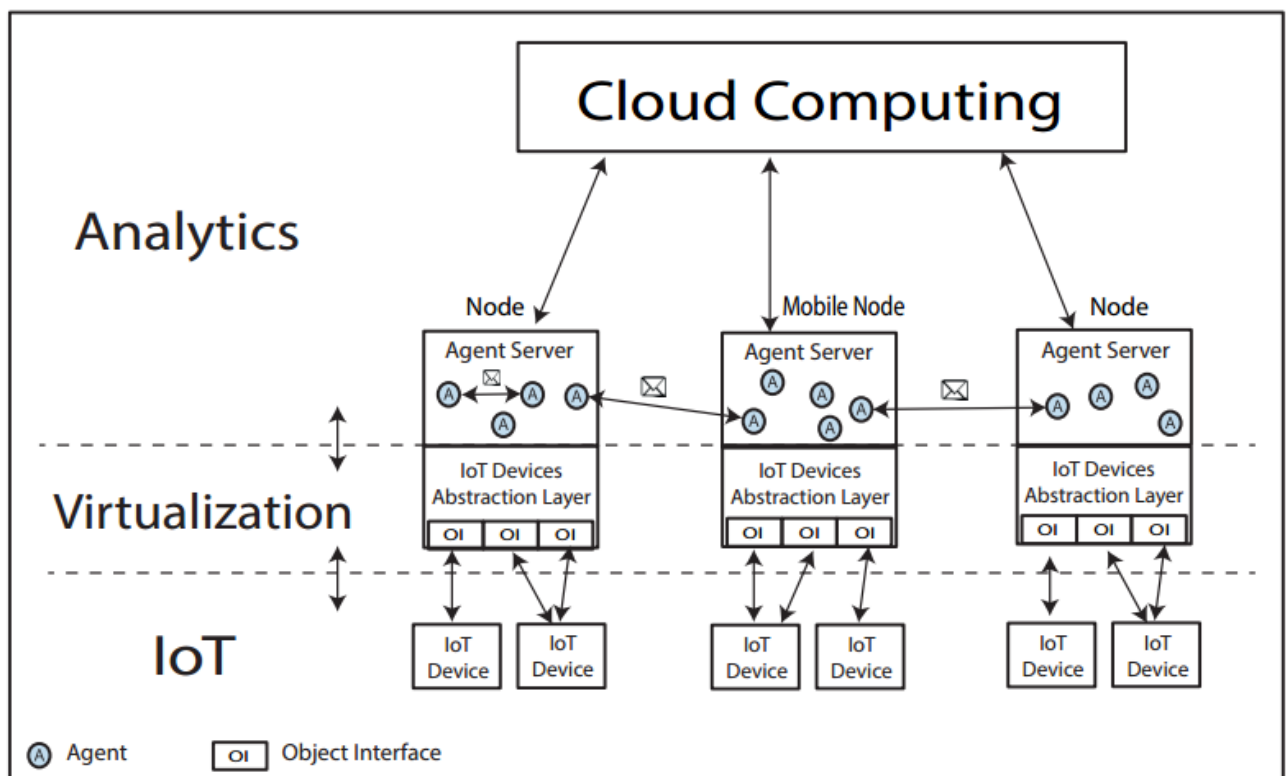 Cloud Computing
Analytics
Node
Mobile Node
Node
Agent Server
Agent Server
Agent Server
A
A
A
A
A
A
A
A
A
A
A
A
A
IoT Devices
Abstraction Layer
IoT Devices
Abstraction Layer
IoT Devices
Abstraction Layer
Virtualization
OI OI OI
OI OI OI
OI OI OI
IoT
IoT
Device
IoT
Device
IoT
Device
IoT
Device
IoT
Device
IoT
Device
A Agent
OI Object Interface